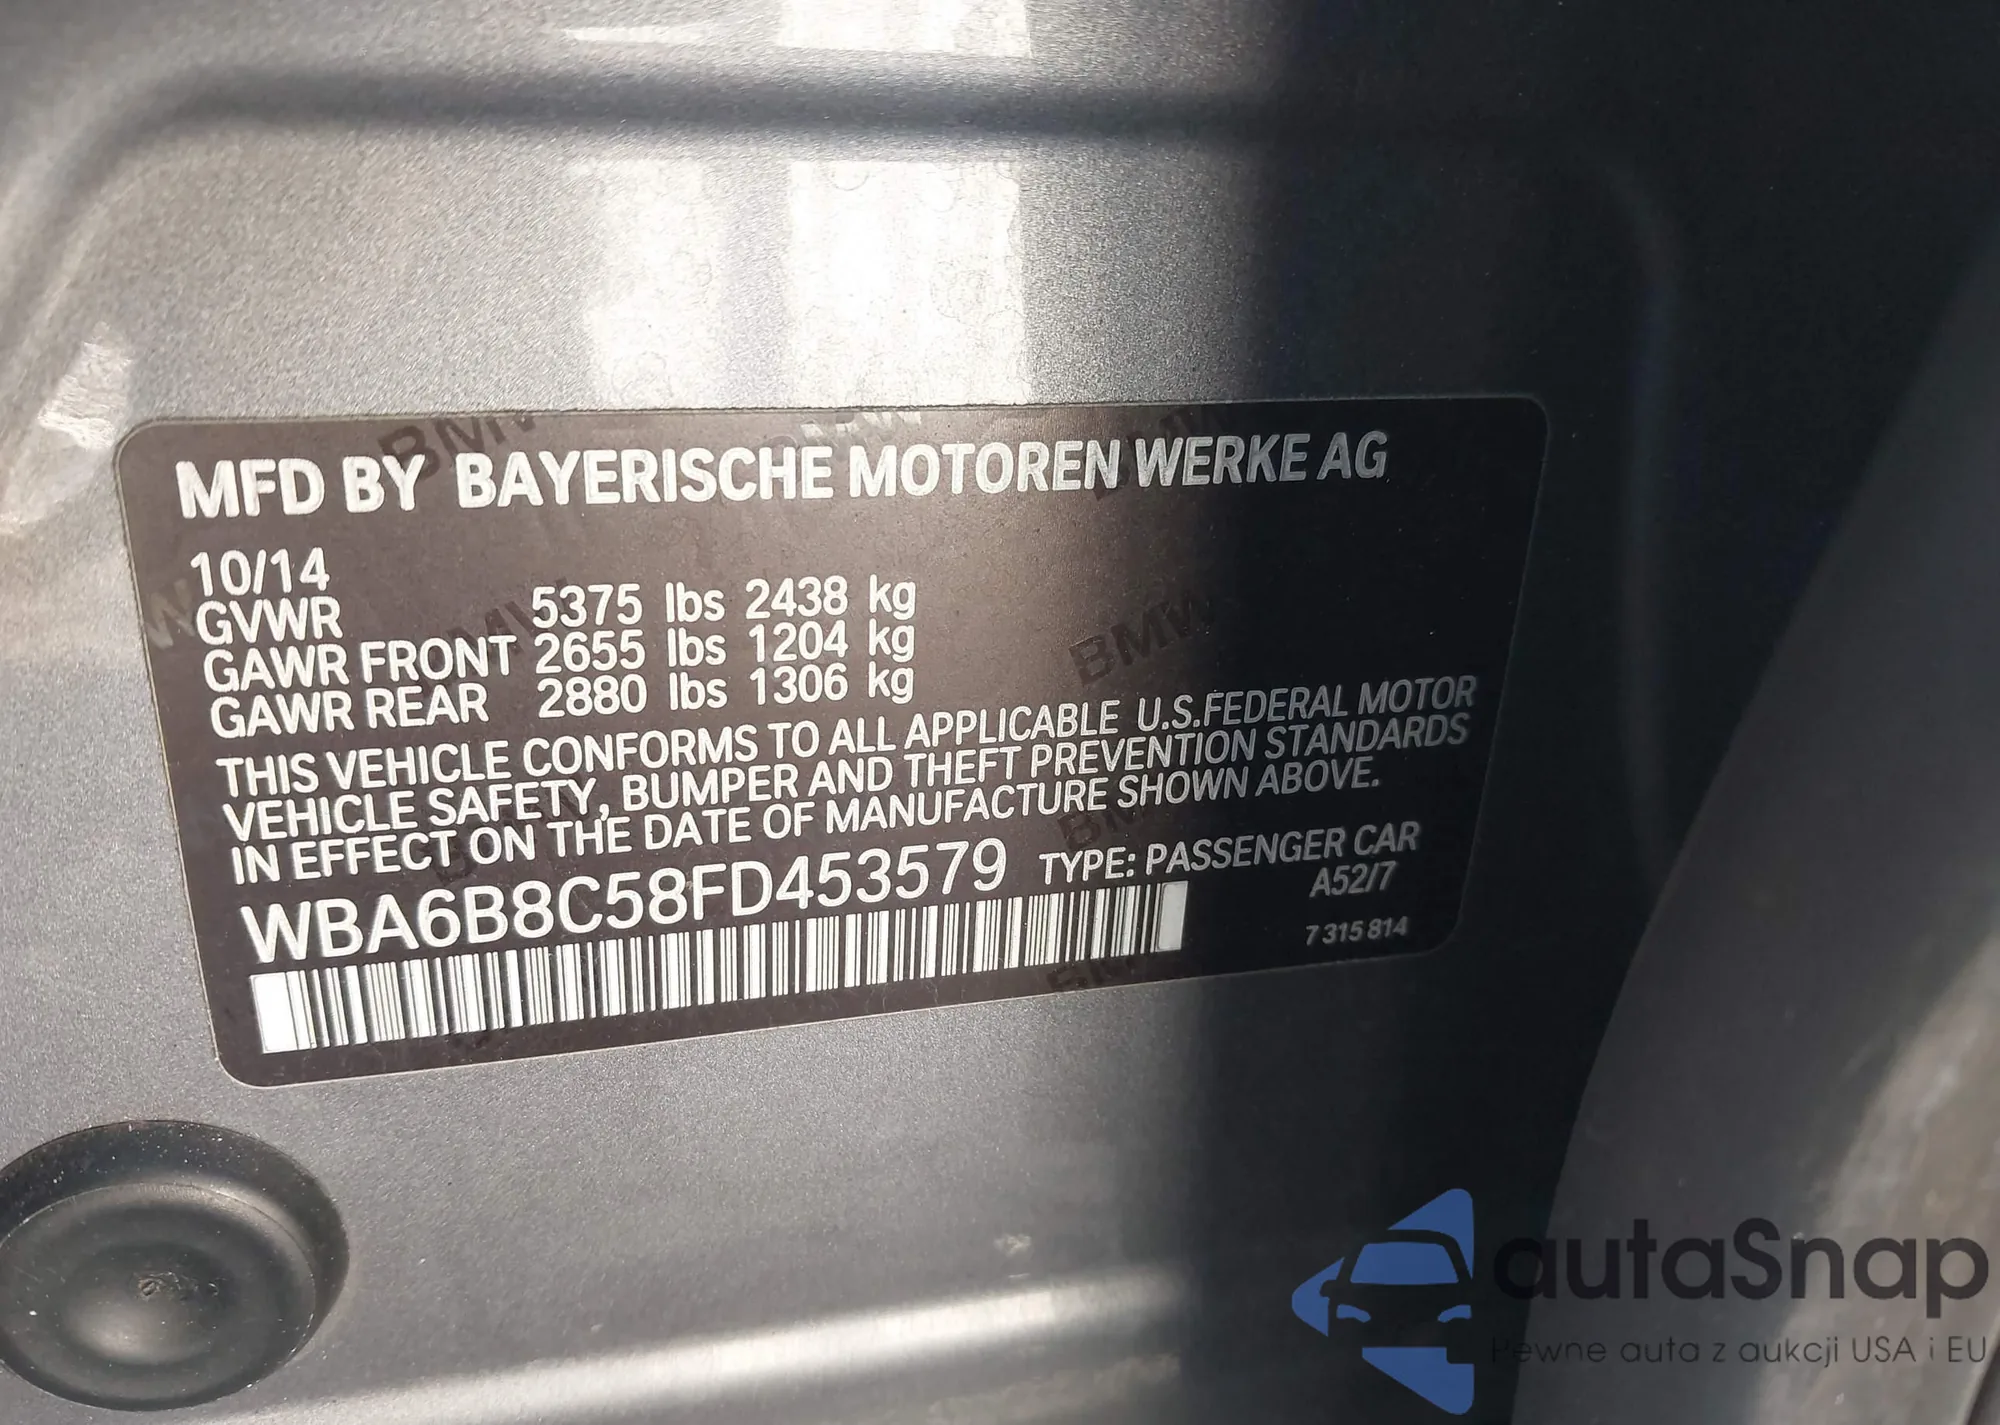 MFD BY BAYERISCHE MOTOREN WERKE AG
10/14
GVWR 5375 lbs 2438 kg
GAWR FRONT 2655 lbs 1204 kg
GAWR REAR 2880 lbs 1306 kg
THIS VEHICLE CONFORMS TO ALL APPLICABLE U.S.FEDERAL MOTOR
VEHICLE SAFETY, BUMPER AND THEFT PREVENTION STANDARDS
IN EFFECT ON THE DATE OF MANUFACTURE SHOWN ABOVE.
WBA6B8C58FD453579 TYPE: PASSENGER CAR
A52/7
7 315 814
autaSnap
Pewne auta z aukcji USA i EU